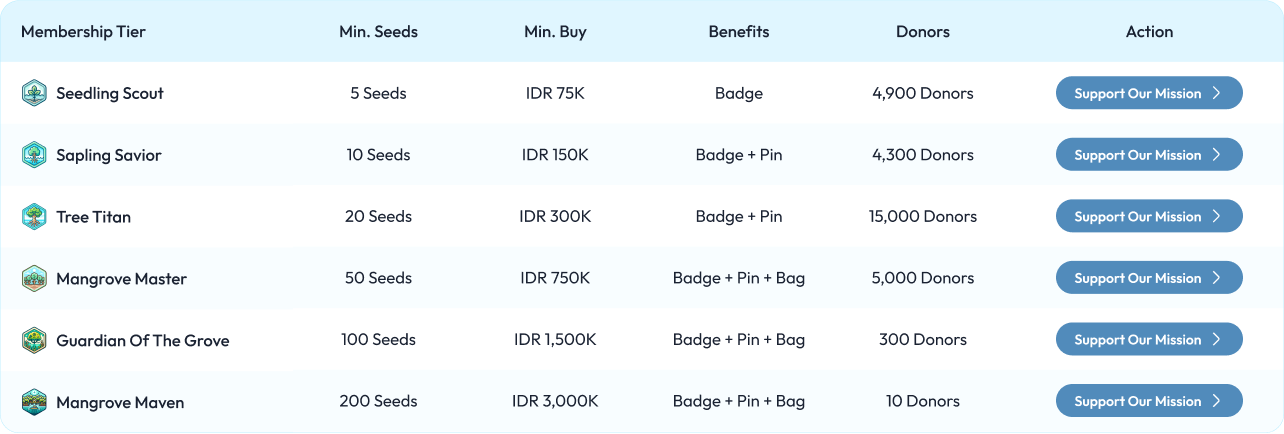 Membership Tier Min. Seeds Min. Buy Benefits Donors Action
Seedling Scout 5 Seeds IDR 75K Badge 4,900 Donors Support Our Mission
Sapling Savior 10 Seeds IDR 150K Badge + Pin 4,300 Donors Support Our Mission
Tree Titan 20 Seeds IDR 300K Badge + Pin 15,000 Donors Support Our Mission
Mangrove Master 50 Seeds IDR 750K Badge + Pin + Bag 5,000 Donors Support Our Mission
Guardian Of The Grove 100 Seeds IDR 1,500K Badge + Pin + Bag 300 Donors Support Our Mission
Mangrove Maven 200 Seeds IDR 3,000K Badge + Pin + Bag 10 Donors Support Our Mission